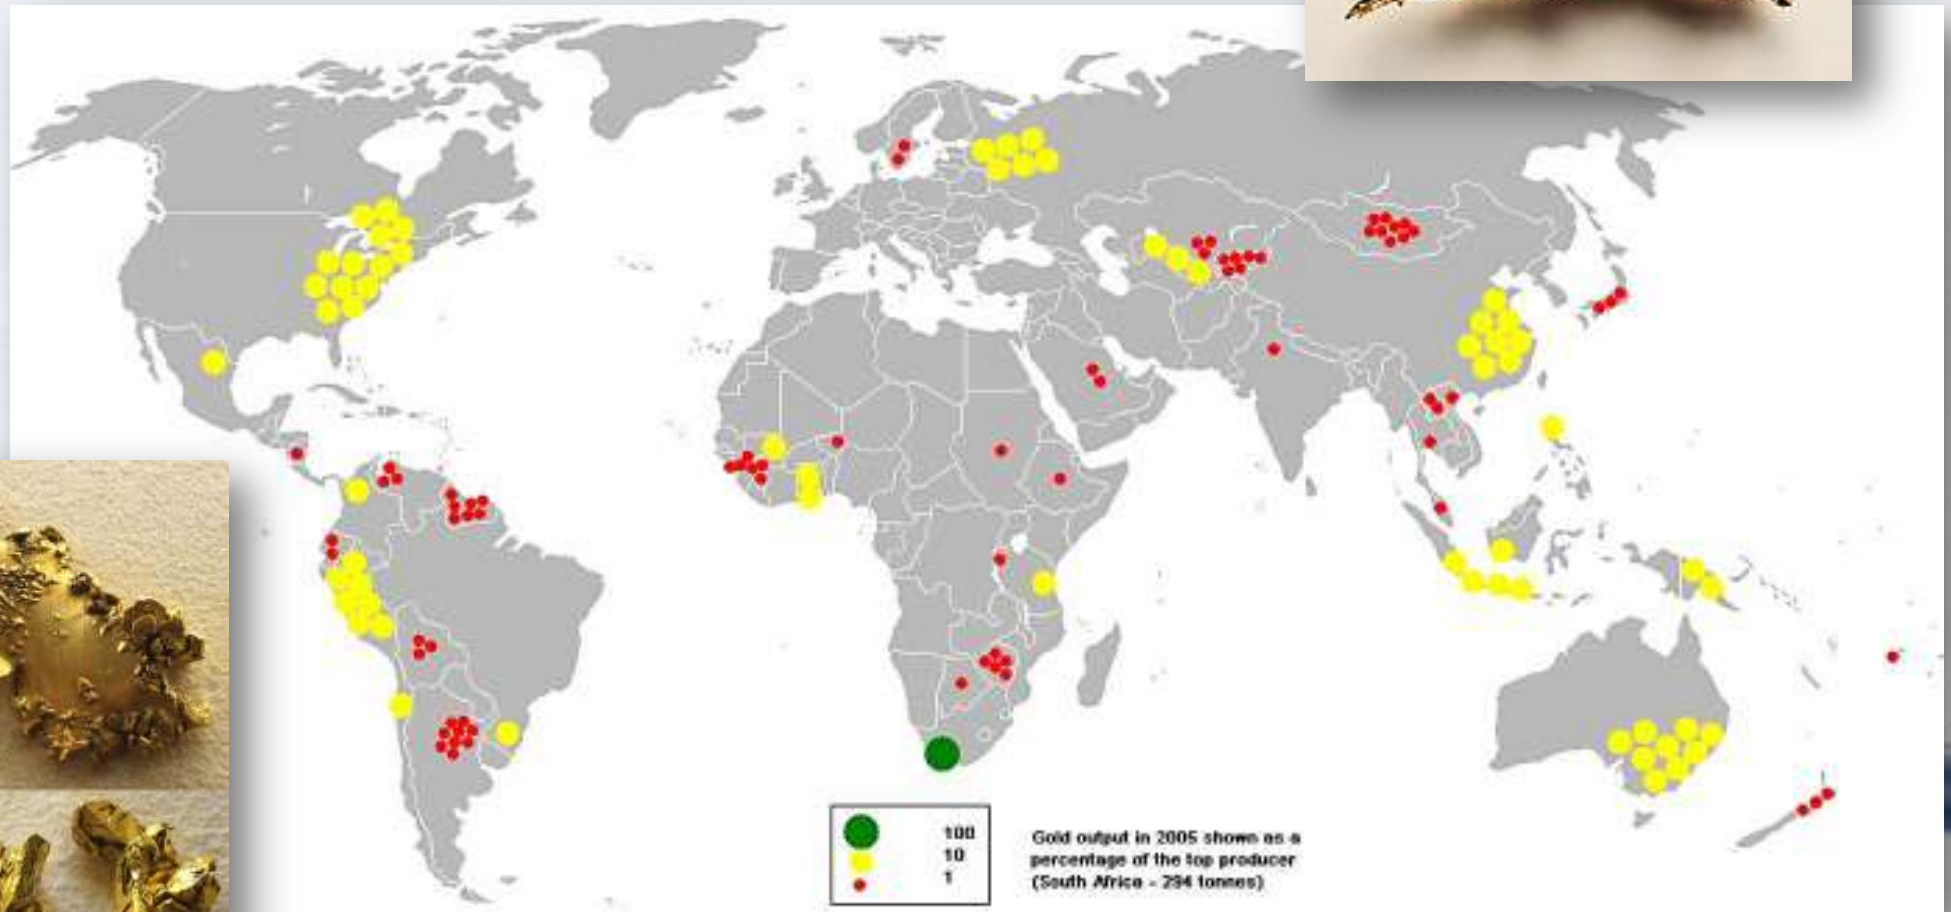 100
10
1
Gold output in 2005 shown as a
percentage of the top producer
(South Africa - 294 tonnes)